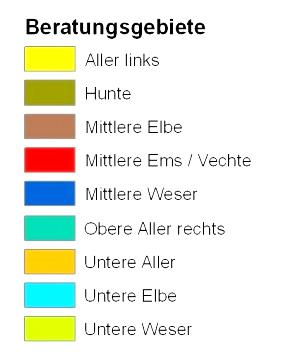 Beratungsgebiete
Aller links
Hunte
Mittlere Elbe
Mittlere Ems / Vechte
Mittlere Weser
Obere Aller rechts
Untere Aller
Untere Elbe
Untere Weser